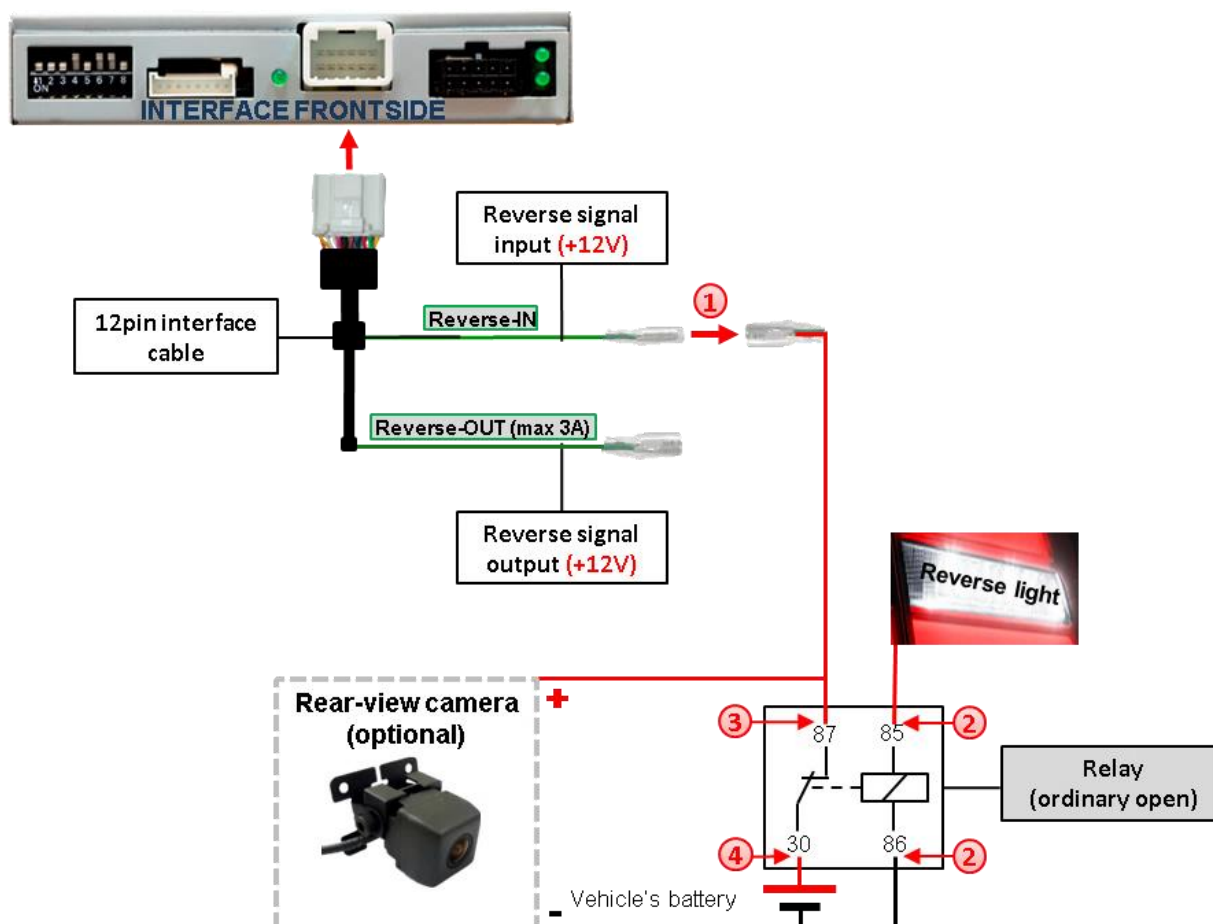 1 2 3 4 5 6 7 8
ON
INTERFACE FRONTSIDE
Reverse signal
input (+12V)
1
12pin interface
cable
Reverse-IN
Reverse-OUT (max 3A)
Reverse signal
output (+12V)
Reverse light
Rear-view camera
(optional)
+
3
87
85
2
Relay
(ordinary open)
4
30
86
2
- Vehicle's battery